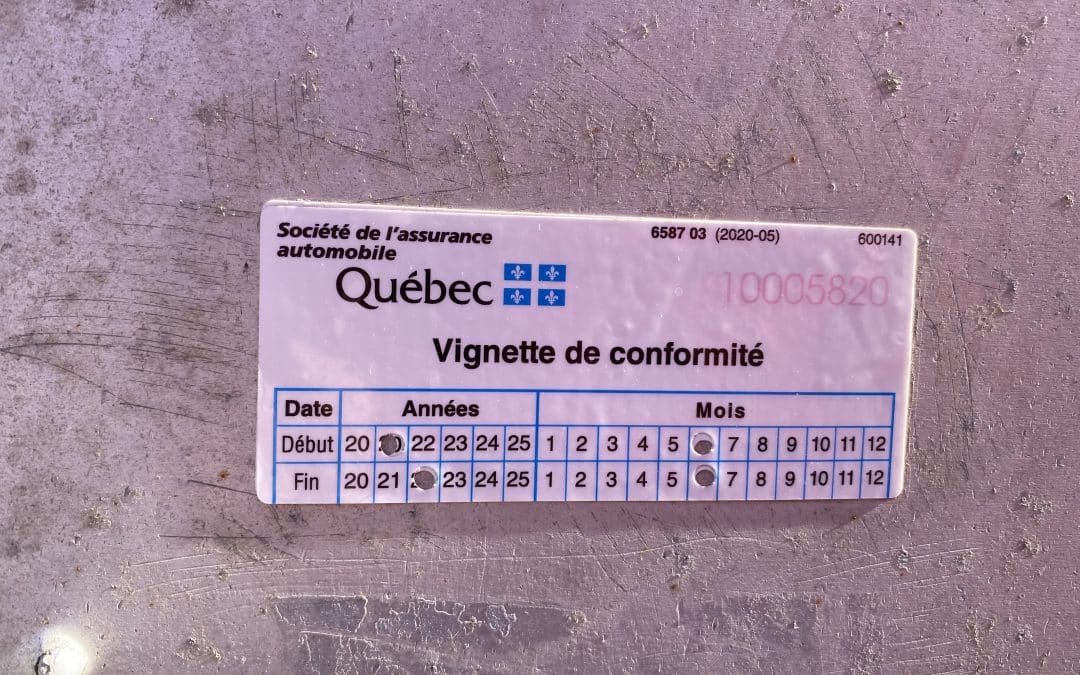 Société de l'assurance
automobile
Québec
6587 03 (2020-05)
600141
10005820
Vignette de conformité
Date Années Mois
Début 20 22 23 24 25 1 2 3 4 5 7 8 9 10 11 12
Fin 20 21 23 24 25 1 2 3 4 5 7 8 9 10 11 12